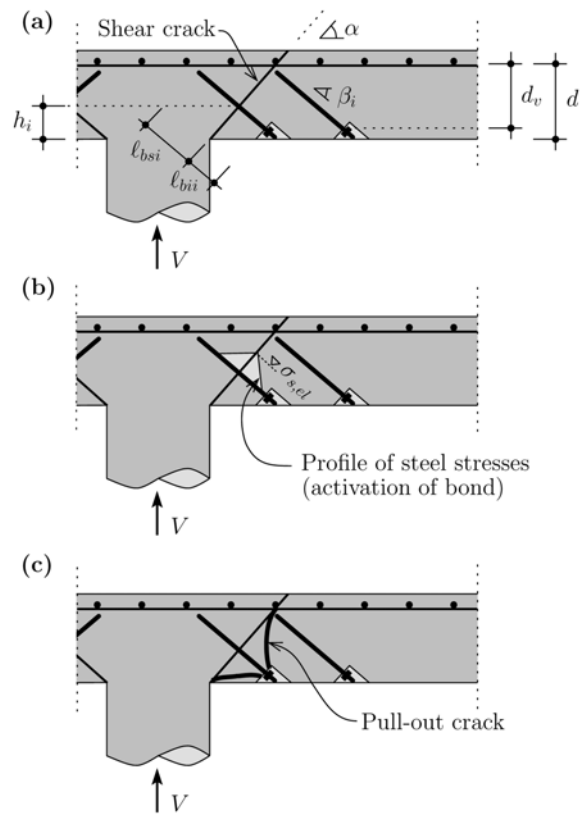 (a)
Shear crack
∡α
h_i
ℓ_bsi
ℓ_bii
∡
β_i
d_v
d
V
(b)
∡
σ_s,el
Profile of steel stresses
(activation of bond)
V
(c)
Pull-out crack
V